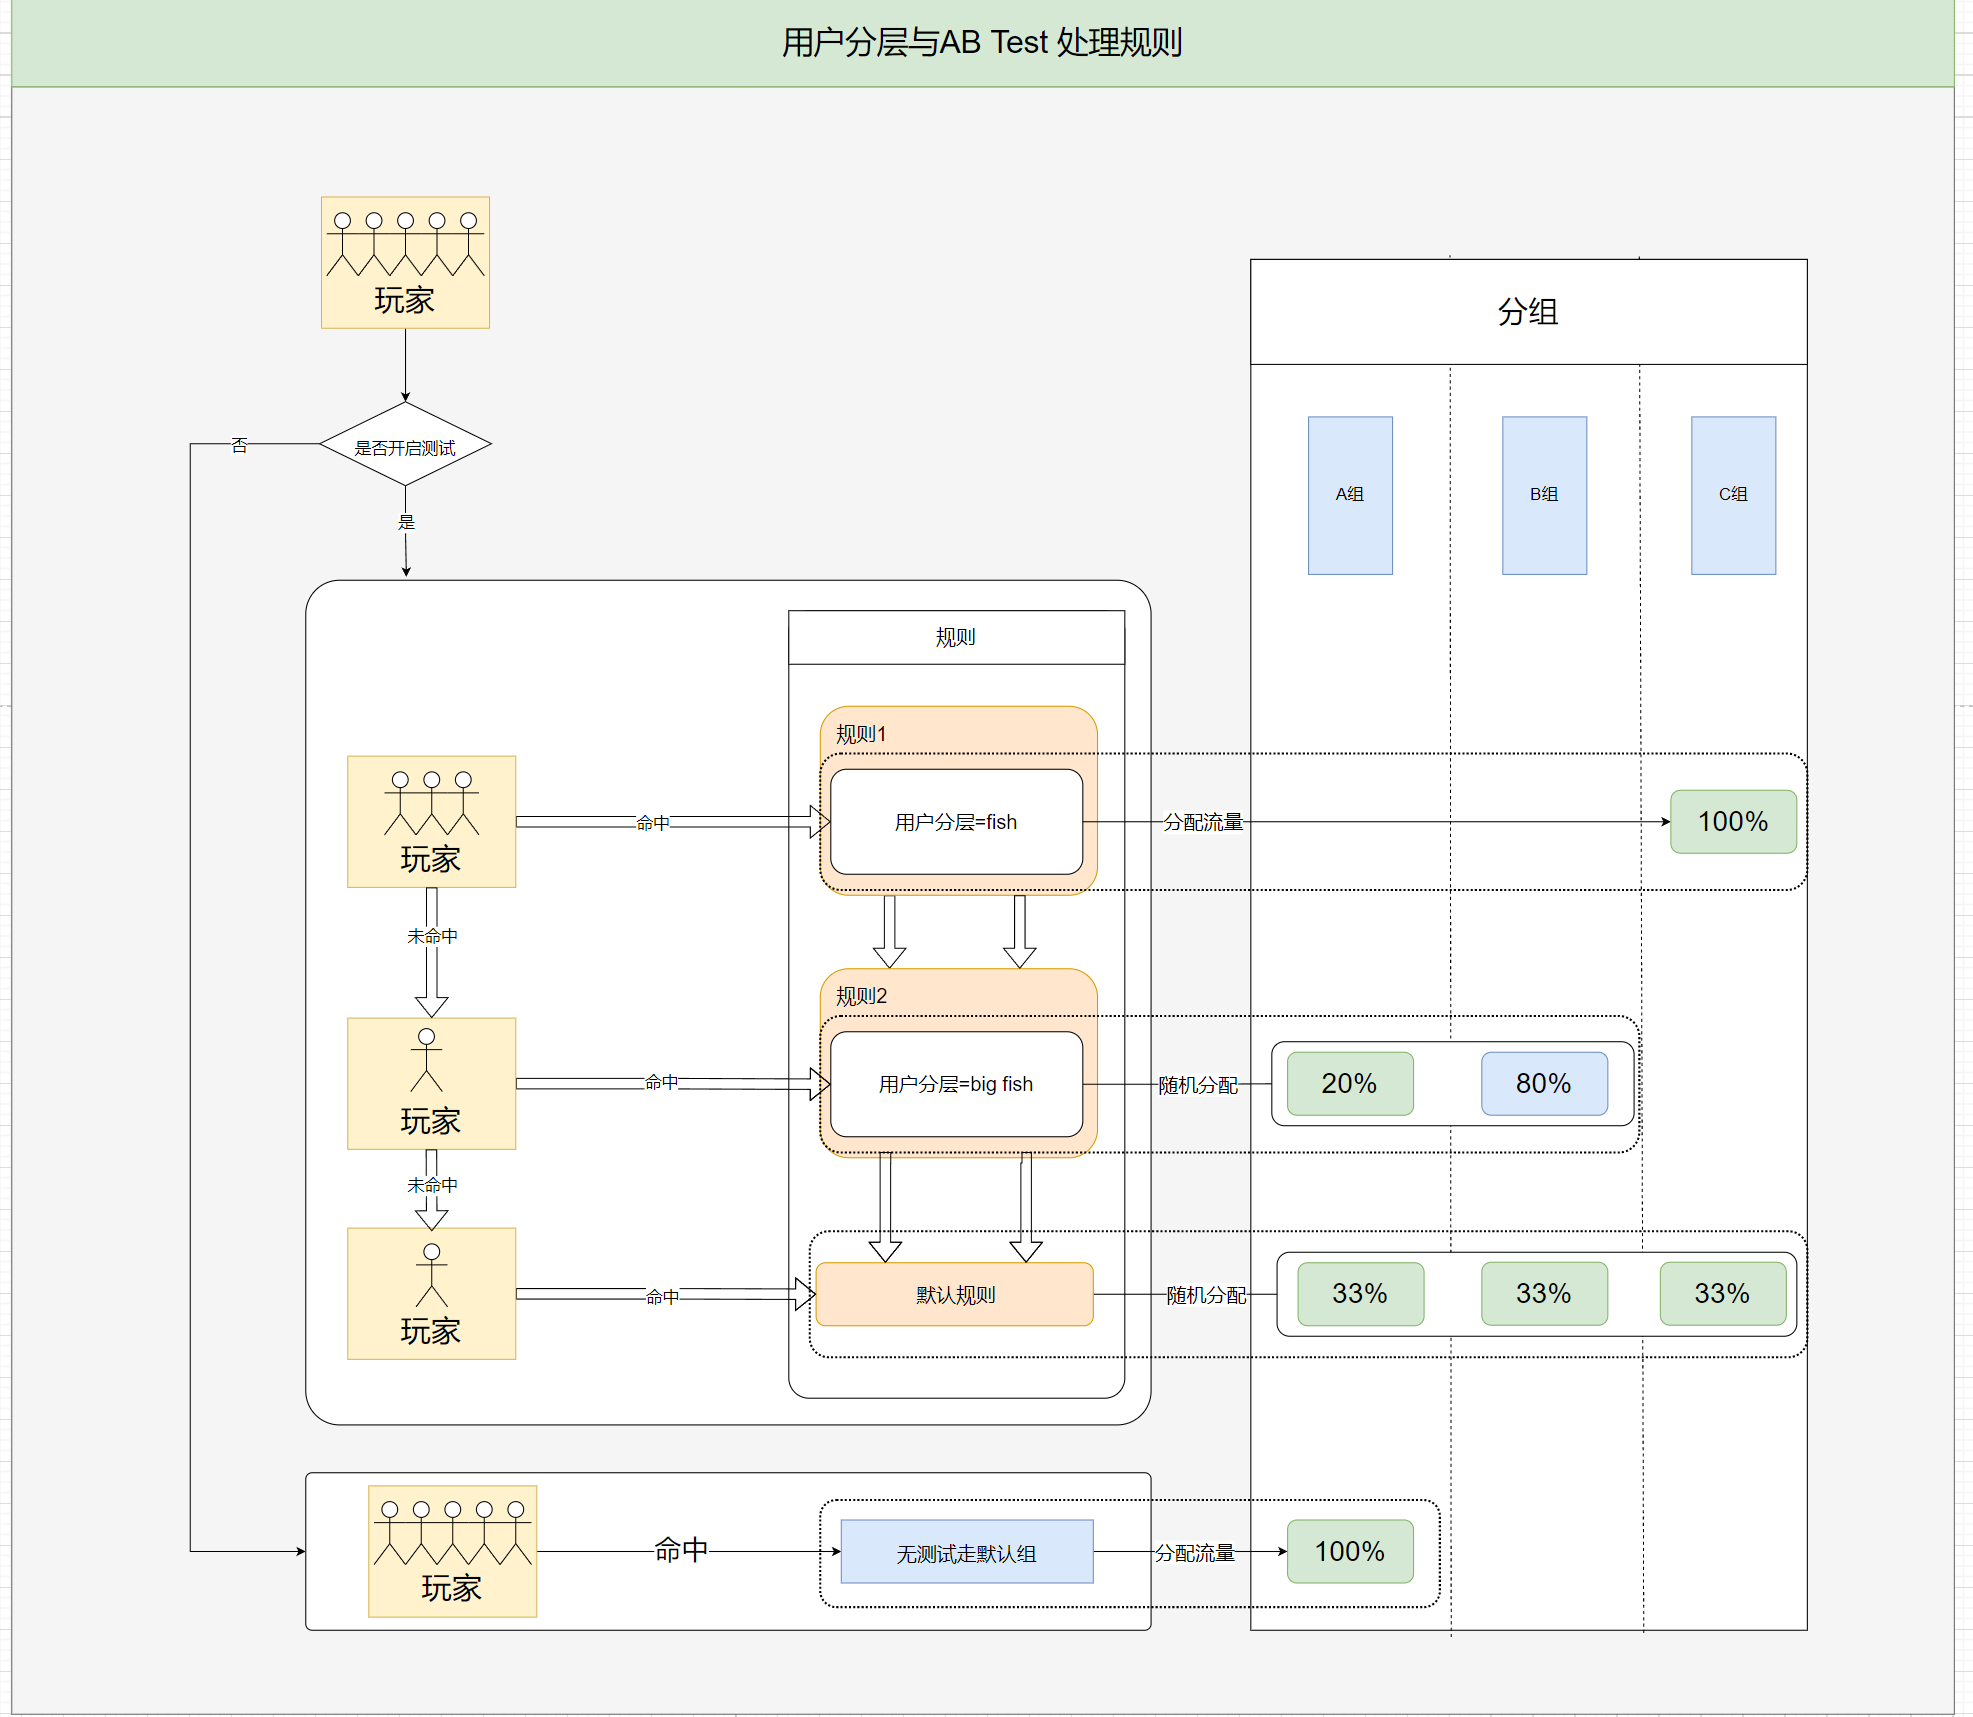 用户分层与AB Test 处理规则
玩家
分组
否
是否开启测试
是
A组
B组
C组
规则
规则1
玩家
命中
用户分层=fish
分配流量
100%
未命中
规则2
玩家
命中
用户分层=big fish
随机分配
20%
80%
未命中
玩家
命中
默认规则
随机分配
33%
33%
33%
玩家
命中
无测试走默认组
分配流量
100%